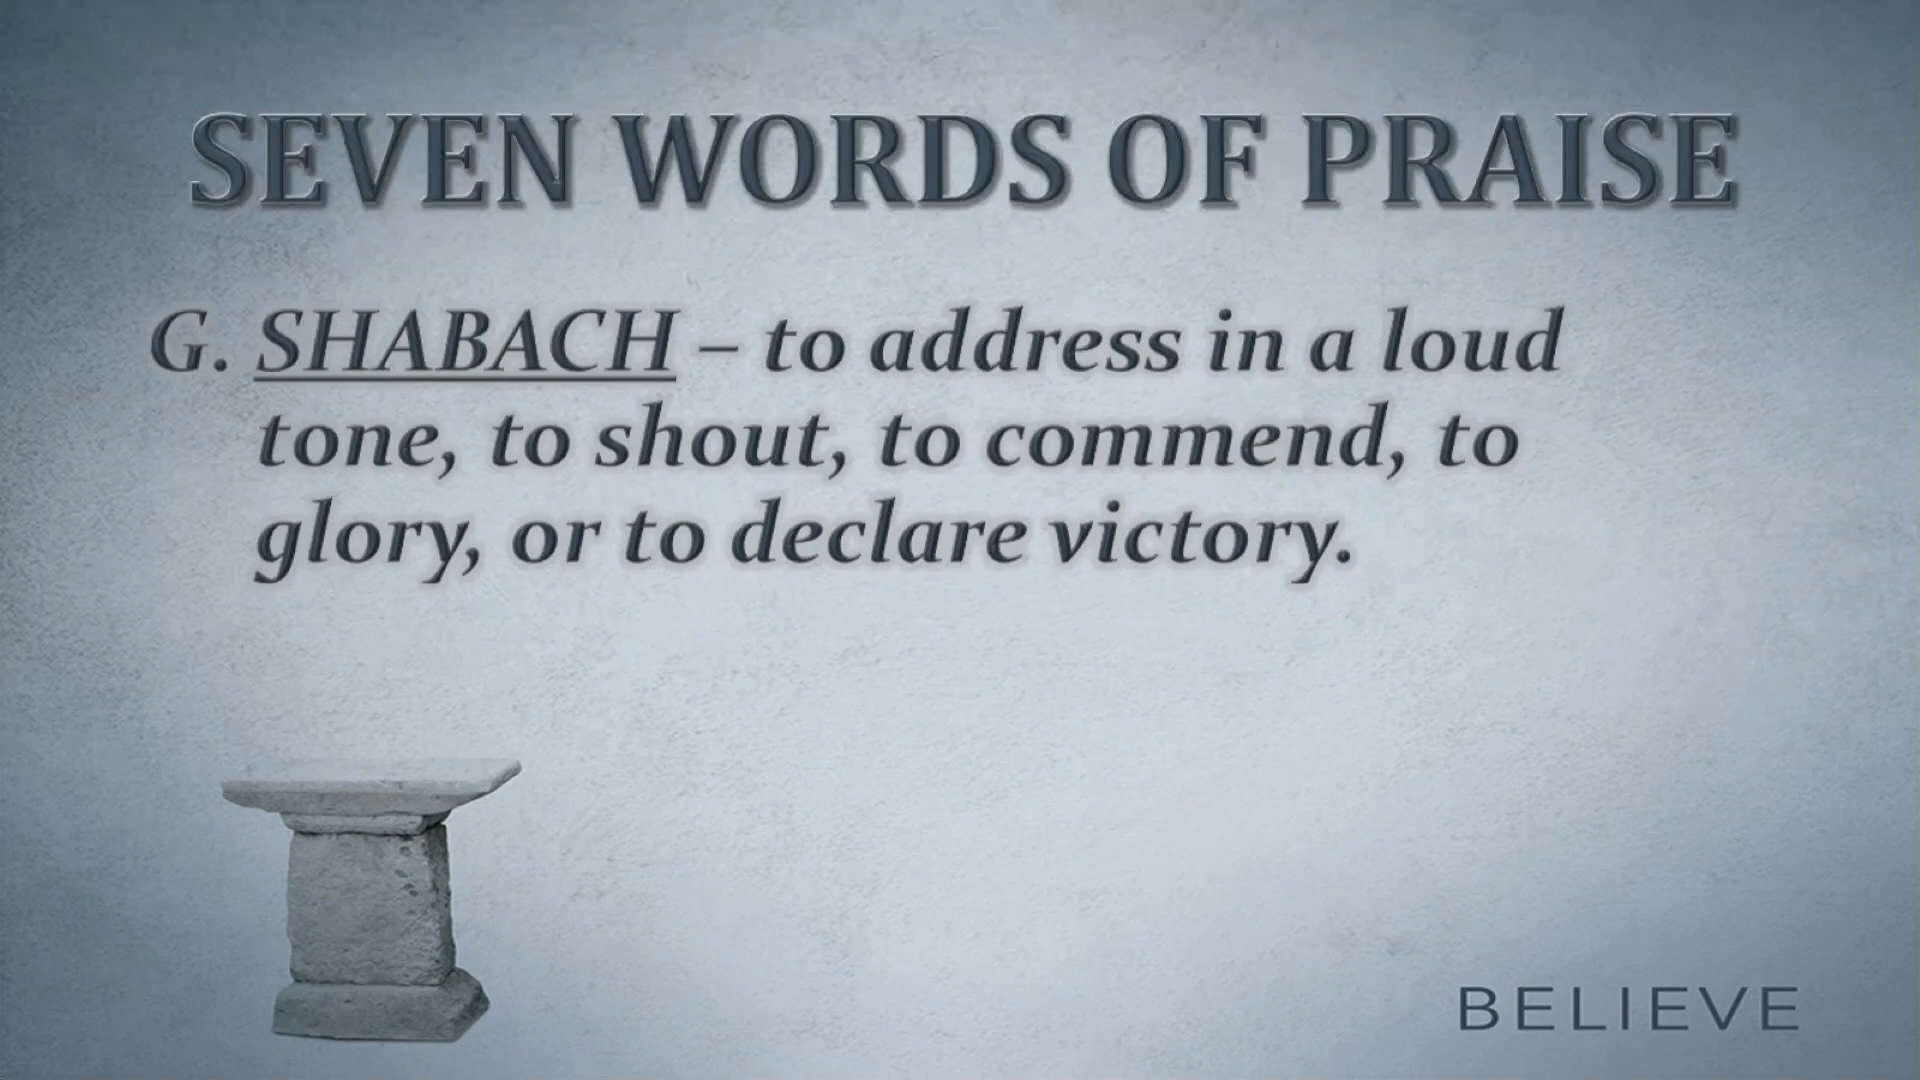 SEVEN WORDS OF PRAISE
G. SHABACH – to address in a loud
tone, to shout, to commend, to
glory, or to declare victory.
BELIEVE